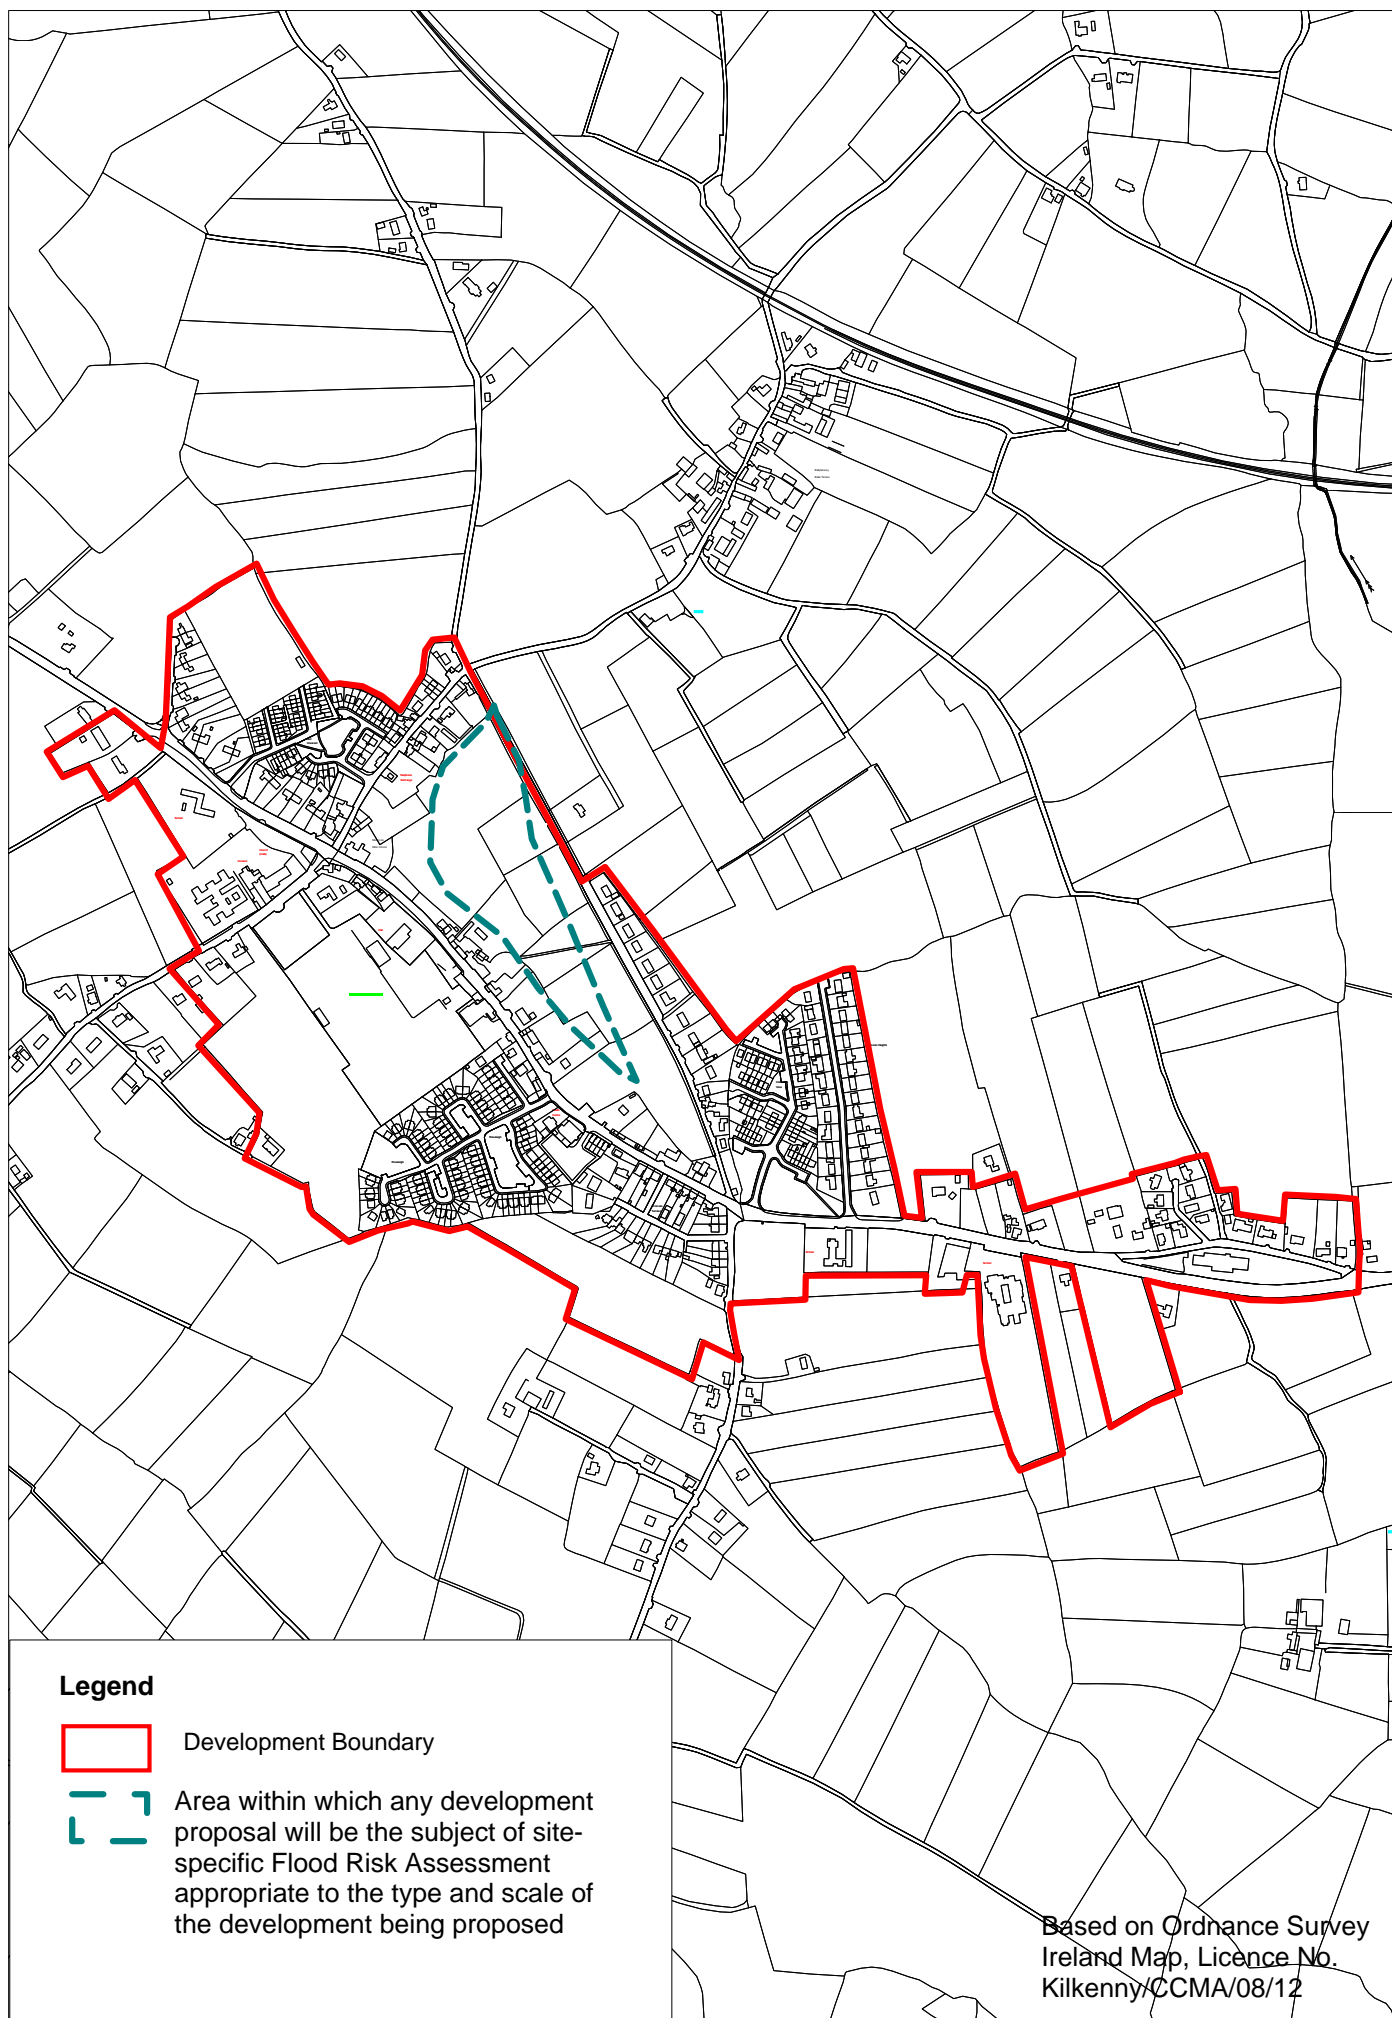 Legend
Development Boundary
Area within which any development
proposal will be the subject of site-
specific Flood Risk Assessment
appropriate to the type and scale of
the development being proposed
Based on Ordnance Survey
Ireland Map, Licence No.
Kilkenny/CCMA/08/12